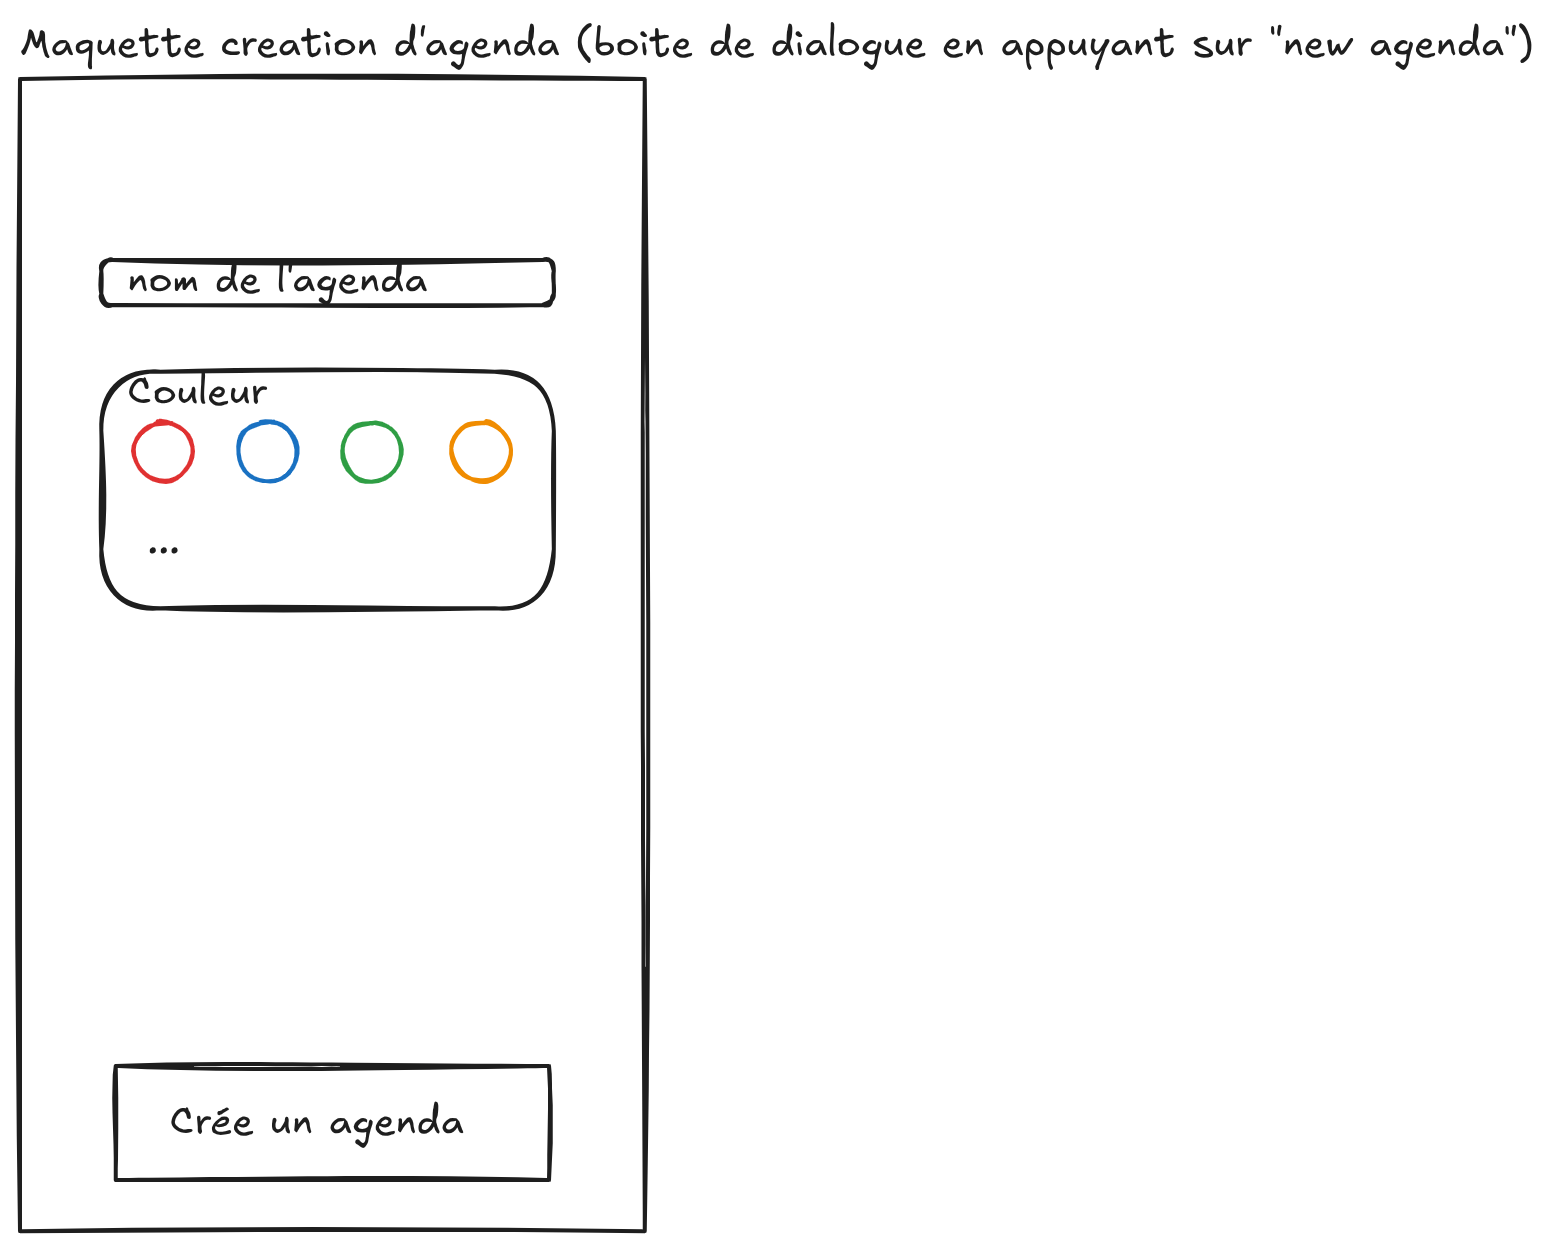 Maquette creation d'agenda (boite de dialogue en appuyant sur "new agenda")
nom de l'agenda
Couleur
...
Crée un agenda